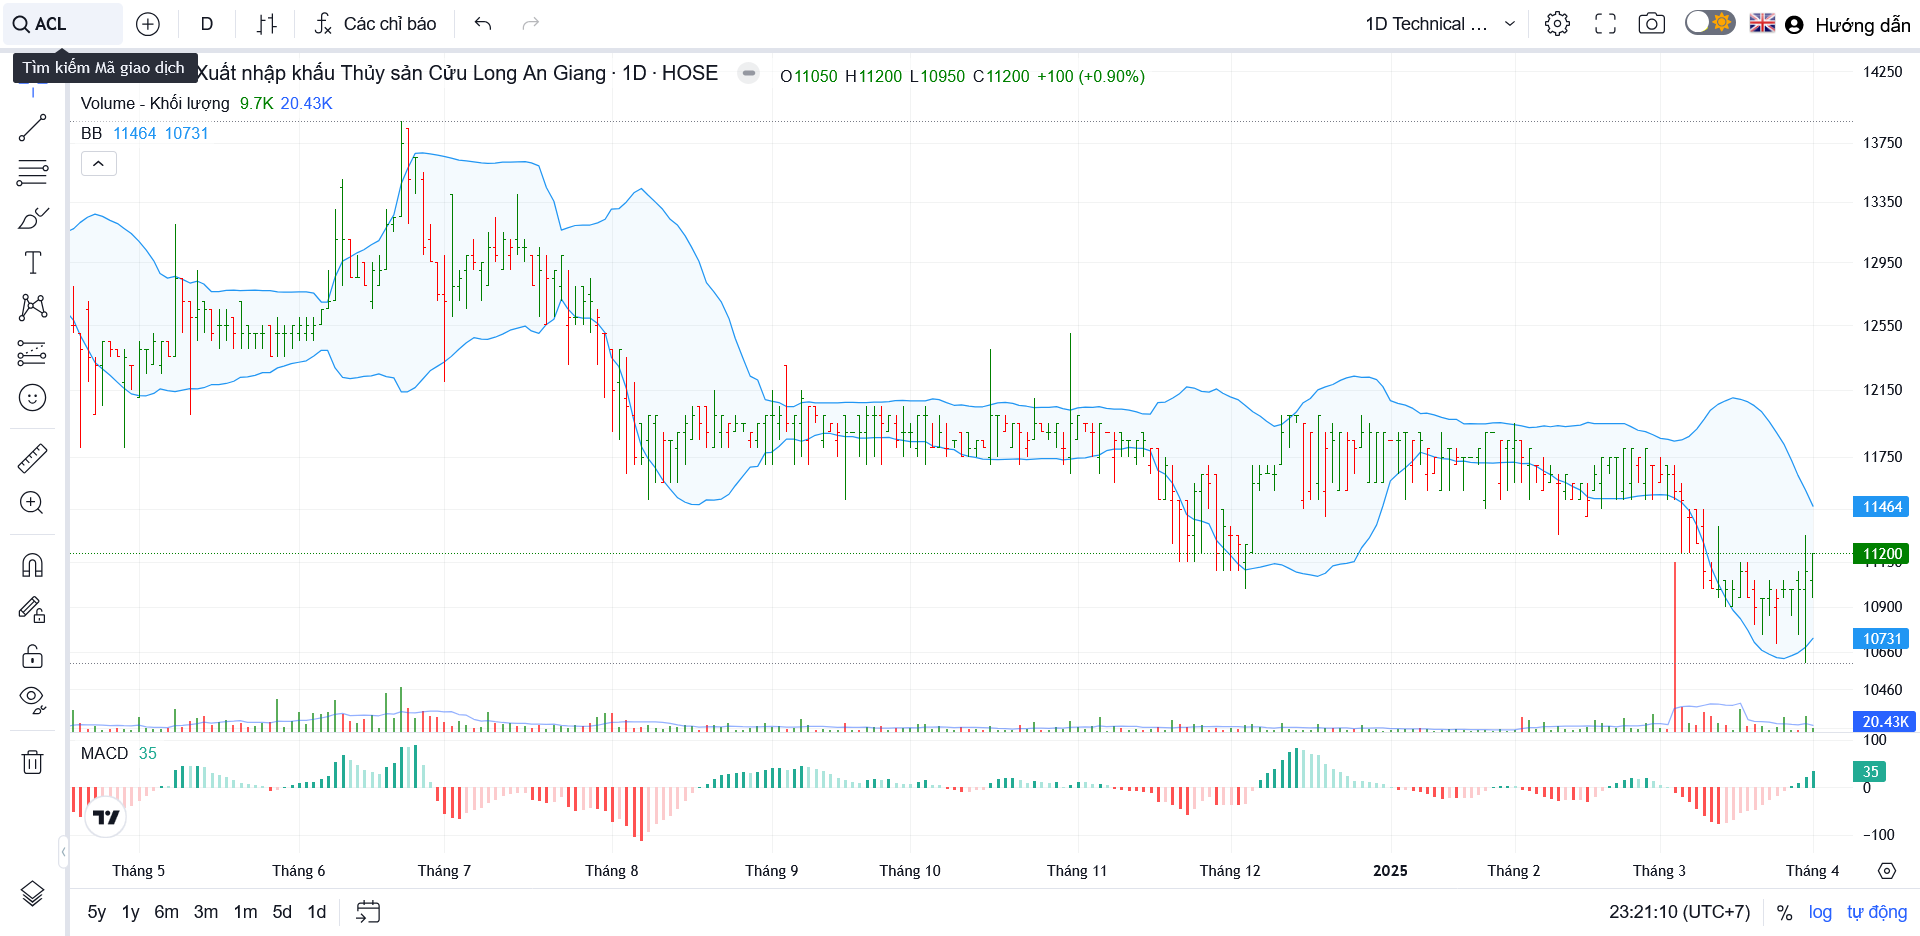 ACL
D
Các chỉ báo
1D Technical ...
Hướng dẫn
Tìm kiếm Mã giao dịch
Xuất nhập khẩu Thủy sản Cửu Long An Giang · 1D · HOSE
O11050 H11200 L10950 C11200 +100 (+0.90%)
Volume - Khối lượng 9.7K 20.43K
BB 11464 10731
14250
13750
13350
12950
12550
12150
11750
11464
11200
11150
10900
10731
10660
10460
20.43K
MACD 35
100
35
0
−100
Tháng 5 Tháng 6 Tháng 7 Tháng 8 Tháng 9 Tháng 10 Tháng 11 Tháng 12 2025 Tháng 2 Tháng 3 Tháng 4
5y 1y 6m 3m 1m 5d 1d
23:21:10 (UTC+7) % log tự động